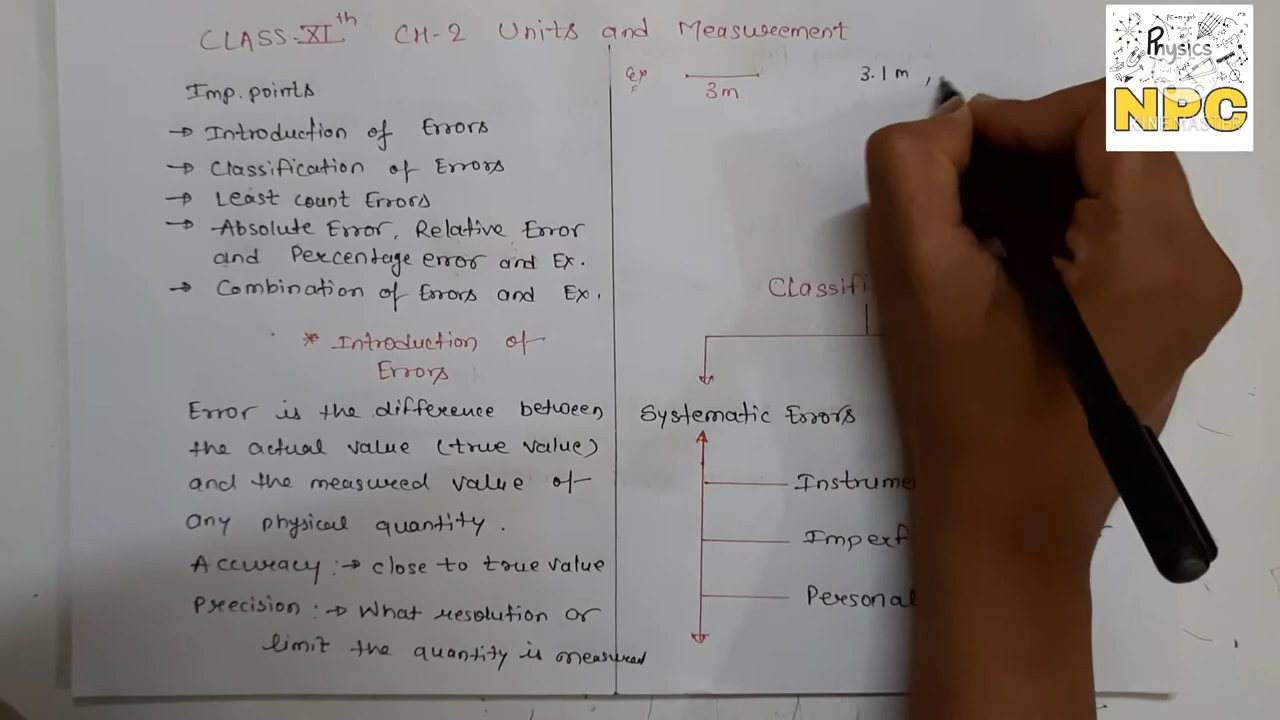 CLASS-XIth CH-2 Units and Measurement
Imp. points
→ Introduction of Errors
→ Classification of Errors
→ Least count Errors
→ Absolute Error, Relative Error
and Percentage error and Ex.
→ Combination of Errors and Ex.
* Introduction of
Errors
Error is the difference between
the actual value (true value)
and the measured value of
any physical quantity.
Accuracy :→ close to true value
Precision :→ What resolution or
limit the quantity is measured
Ex
3m
3.1 m ,
Classifi
Systematic Errors
Instrume
Imperf
Personal
Physics
NPC
KINEMASTER